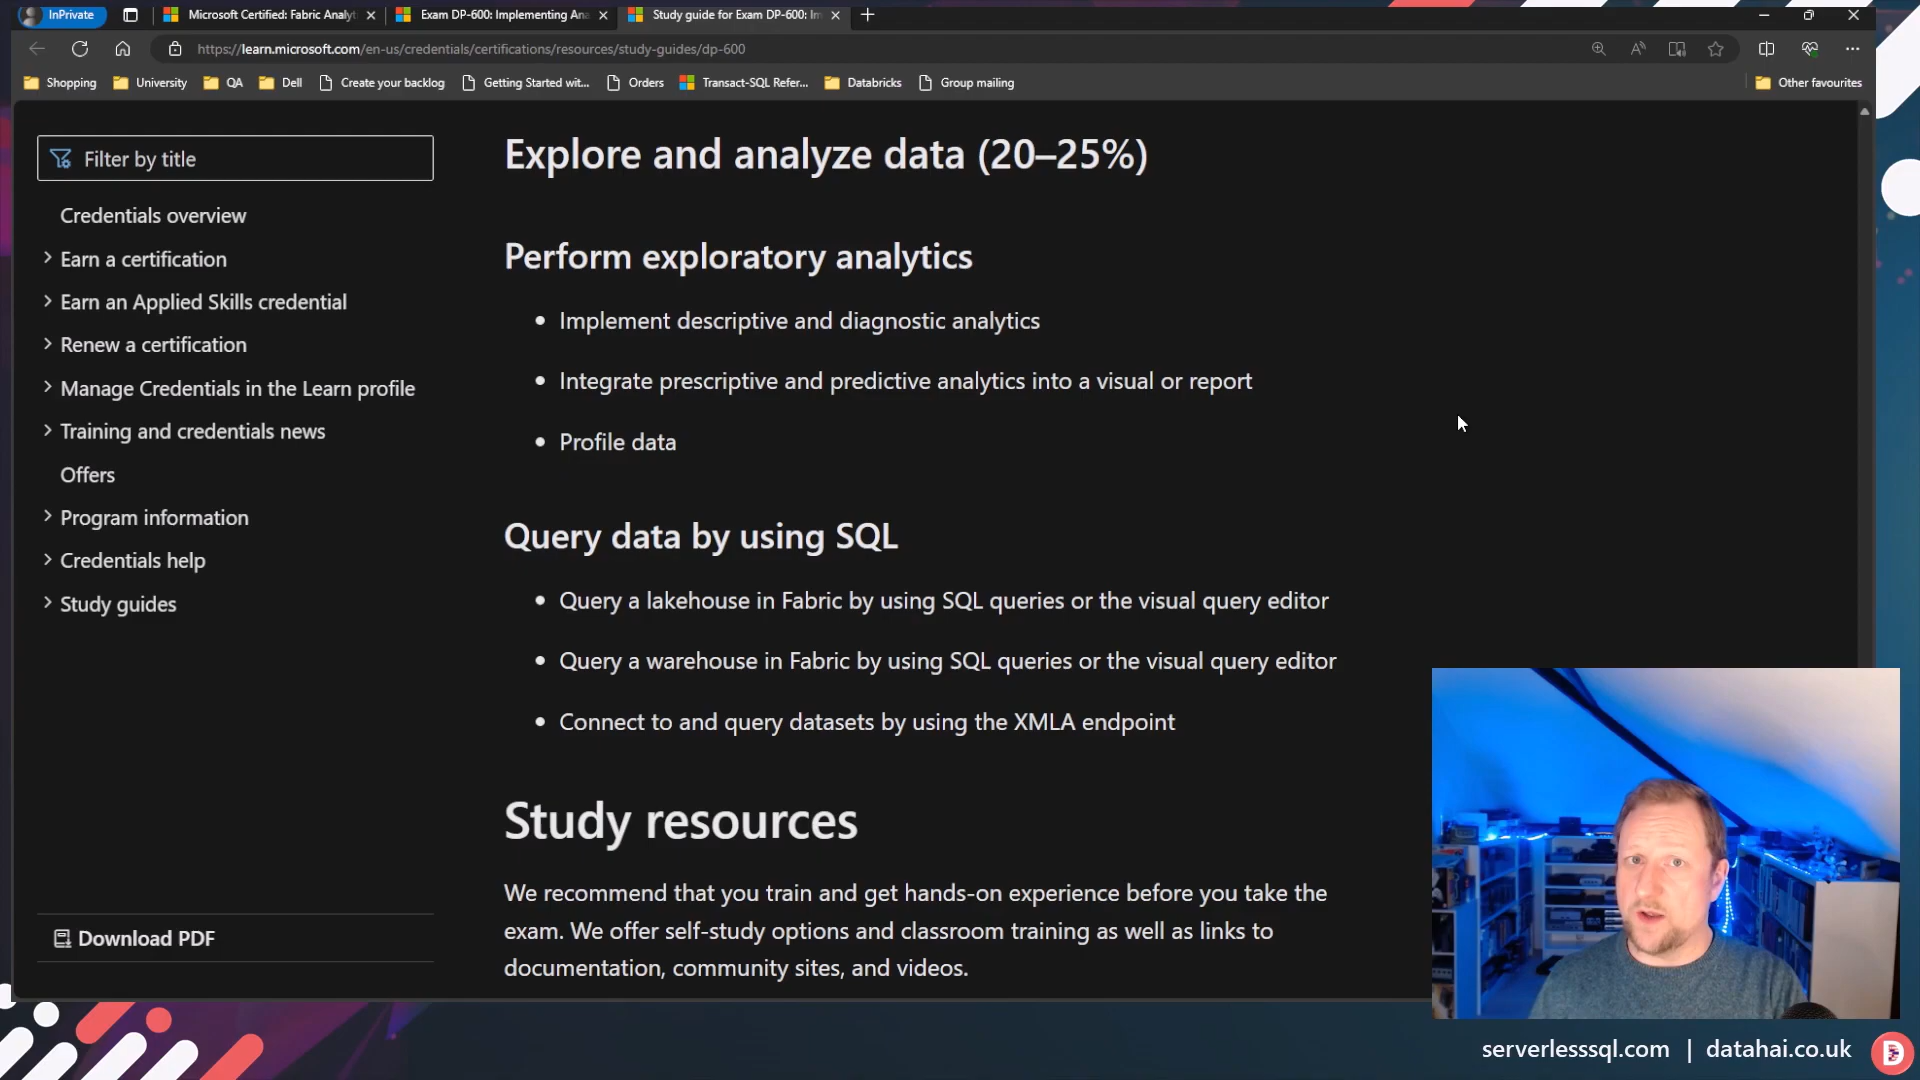 InPrivate
Microsoft Certified: Fabric Analyt
Exam DP-600: Implementing Ana
Study guide for Exam DP-600: Im
https://learn.microsoft.com/en-us/credentials/certifications/resources/study-guides/dp-600
Shopping
University
QA
Dell
Create your backlog
Getting Started wit...
Orders
Transact-SQL Refer...
Databricks
Group mailing
Other favourites
Filter by title
Credentials overview
Earn a certification
Earn an Applied Skills credential
Renew a certification
Manage Credentials in the Learn profile
Training and credentials news
Offers
Program information
Credentials help
Study guides
Download PDF
Explore and analyze data (20–25%)
Perform exploratory analytics
• Implement descriptive and diagnostic analytics
• Integrate prescriptive and predictive analytics into a visual or report
• Profile data
Query data by using SQL
• Query a lakehouse in Fabric by using SQL queries or the visual query editor
• Query a warehouse in Fabric by using SQL queries or the visual query editor
• Connect to and query datasets by using the XMLA endpoint
Study resources
We recommend that you train and get hands-on experience before you take the
exam. We offer self-study options and classroom training as well as links to
documentation, community sites, and videos.
serverlesssql.com | datahai.co.uk
D